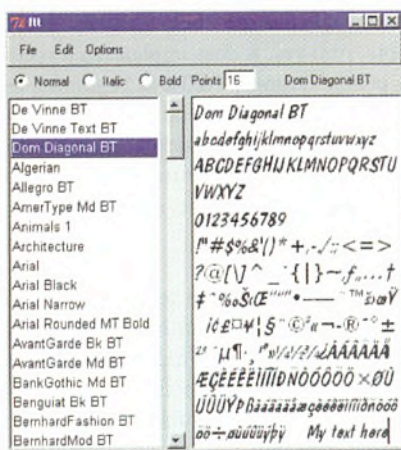 File Edit Options
Normal Italic Bold Points 16 Dom Diagonal BT
De Vinne BT
De Vinne Text BT
Dom Diagonal BT
Algerian
Allegro BT
AmerType Md BT
Animals 1
Architecture
Arial
Arial Black
Arial Narrow
Arial Rounded MT Bold
AvantGarde Bk BT
AvantGarde Md BT
BankGothic Md BT
Benguiat Bk BT
BernhardFashion BT
BernhardMod BT
Dom Diagonal BT
abcdefghijklmnopqrstuvwxyz
ABCDEFGHIJKLMNOPQRSTU
VWXYZ
0123456789
!"#$%&'()*+,-./:;<=>
?@[\]^_`{|}~
My text here